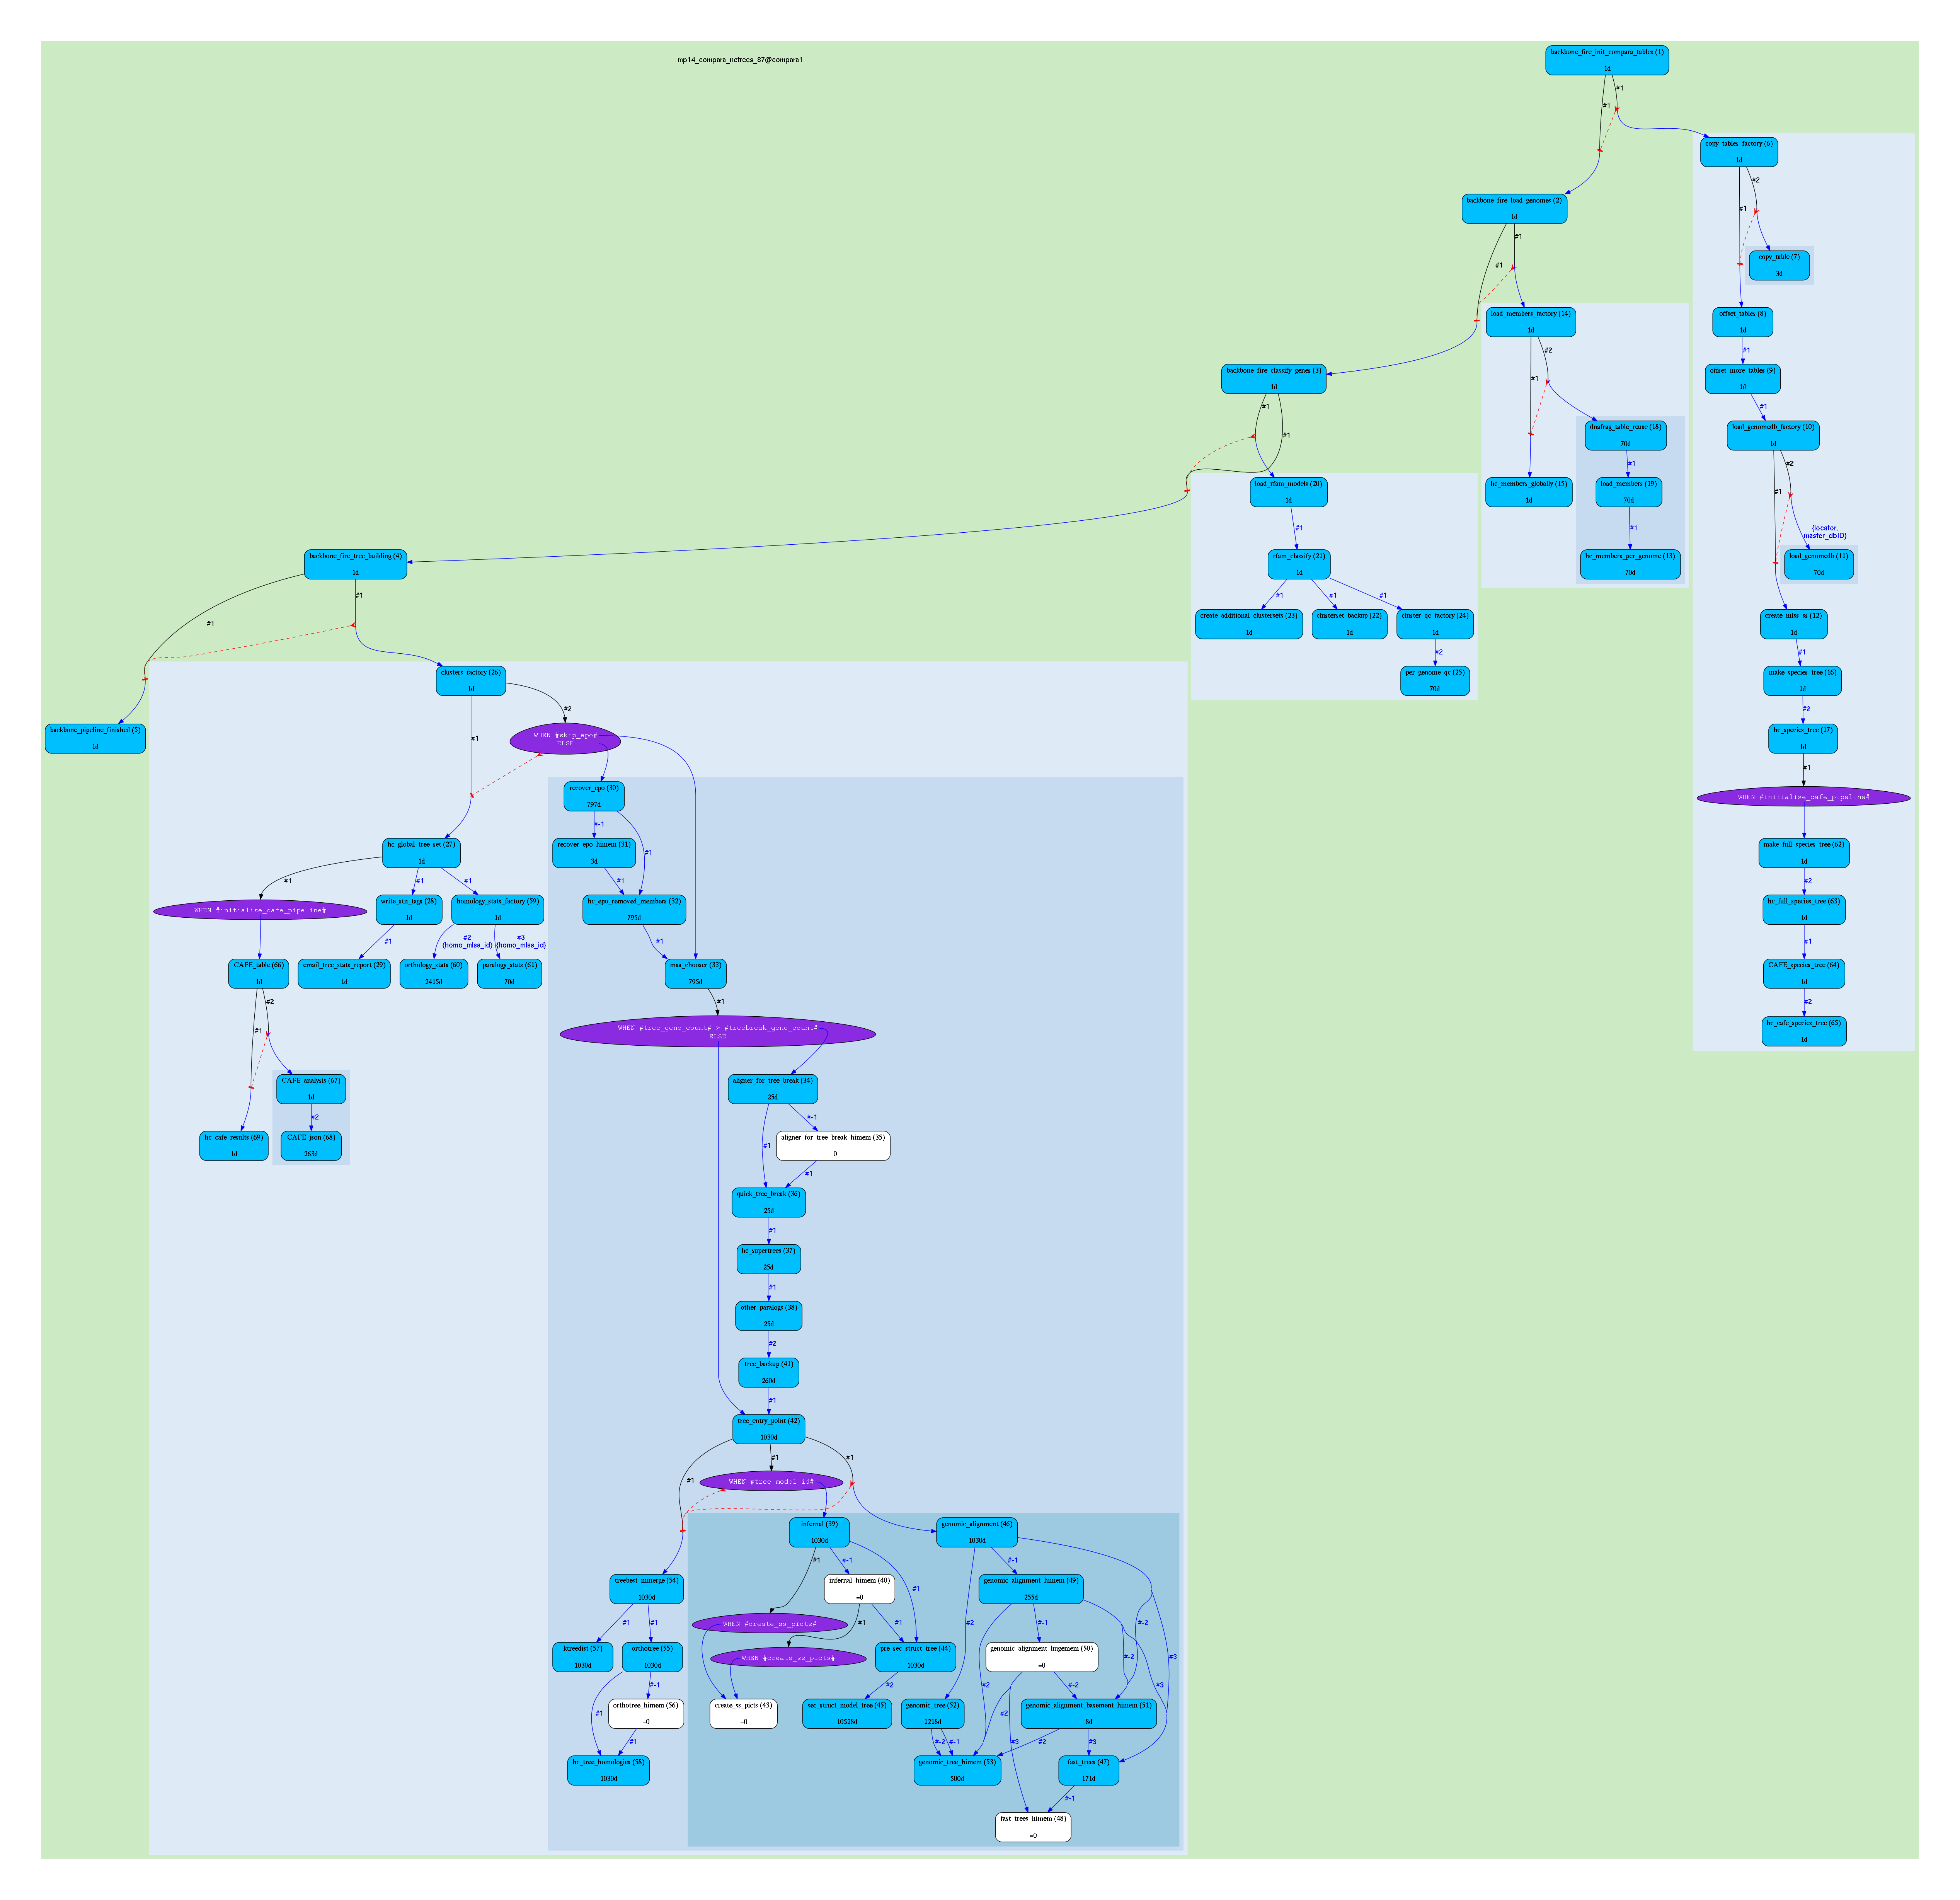 mp14_compara_nctrees_87@compara1
backbone_fire_init_compara_tables (1)
1d
#1
#1
copy_tables_factory (6)
1d
#2
#1
backbone_fire_load_genomes (2)
1d
#1
#1
copy_table (7)
3d
load_members_factory (14)
1d
#2
#1
offset_tables (8)
1d
#1
backbone_fire_classify_genes (3)
1d
#1
#1
offset_more_tables (9)
1d
#1
dnafrag_table_reuse (18)
70d
#1
load_genomedb_factory (10)
1d
#2
#1
load_rfam_models (20)
1d
#1
hc_members_globally (15)
1d
load_members (19)
70d
#1
{locator,
master_dbID}
backbone_fire_tree_building (4)
1d
#1
#1
rfam_classify (21)
1d
#1
#1
#1
hc_members_per_genome (13)
70d
load_genomedb (11)
70d
create_additional_clustersets (23)
1d
clusterset_backup (22)
1d
cluster_qc_factory (24)
1d
#2
create_mlss_ss (12)
1d
#1
clusters_factory (26)
1d
#2
#1
per_genome_qc (25)
70d
make_species_tree (16)
1d
#2
backbone_pipeline_finished (5)
1d
WHEN #skip_epo#
ELSE
hc_species_tree (17)
1d
#1
recover_epo (30)
797d
#-1
#1
WHEN #initialise_cafe_pipeline#
hc_global_tree_set (27)
1d
#1
#1
#1
recover_epo_himem (31)
3d
#1
make_full_species_tree (62)
1d
#2
WHEN #initialise_cafe_pipeline#
write_stn_tags (28)
1d
#1
homology_stats_factory (59)
1d
#2
{homo_mlss_id}
#3
{homo_mlss_id}
hc_epo_removed_members (32)
795d
#1
hc_full_species_tree (63)
1d
#1
CAFE_table (66)
1d
#2
#1
email_tree_stats_report (29)
1d
orthology_stats (60)
2415d
paralogy_stats (61)
70d
msa_chooser (33)
795d
#1
CAFE_species_tree (64)
1d
#2
WHEN #tree_gene_count# > #treebreak_gene_count#
ELSE
hc_cafe_species_tree (65)
1d
CAFE_analysis (67)
1d
#2
aligner_for_tree_break (34)
25d
#-1
#1
hc_cafe_results (69)
1d
CAFE_json (68)
263d
aligner_for_tree_break_himem (35)
=0
#1
quick_tree_break (36)
25d
#1
hc_supertrees (37)
25d
#1
other_paralogs (38)
25d
#2
tree_backup (41)
260d
#1
tree_entry_point (42)
1030d
#1
#1
#1
WHEN #tree_model_id#
infernal (39)
1030d
#1
#-1
#1
genomic_alignment (46)
1030d
#-1
#2
#-2
#3
treebest_mmerge (54)
1030d
#1
#1
infernal_himem (40)
=0
#1
#1
genomic_alignment_himem (49)
255d
#-1
#2
#-2
#3
WHEN #create_ss_picts#
ktreedist (57)
1030d
orthotree (55)
1030d
#-1
#1
WHEN #create_ss_picts#
pre_sec_struct_tree (44)
1030d
#2
genomic_alignment_hugemem (50)
=0
#-2
#2
#3
orthotree_himem (56)
=0
#1
create_ss_picts (43)
=0
sec_struct_model_tree (45)
10528d
genomic_tree (52)
1218d
#-2
#-1
genomic_alignment_basement_himem (51)
8d
#2
#3
hc_tree_homologies (58)
1030d
genomic_tree_himem (53)
500d
fast_trees (47)
171d
#-1
fast_trees_himem (48)
=0